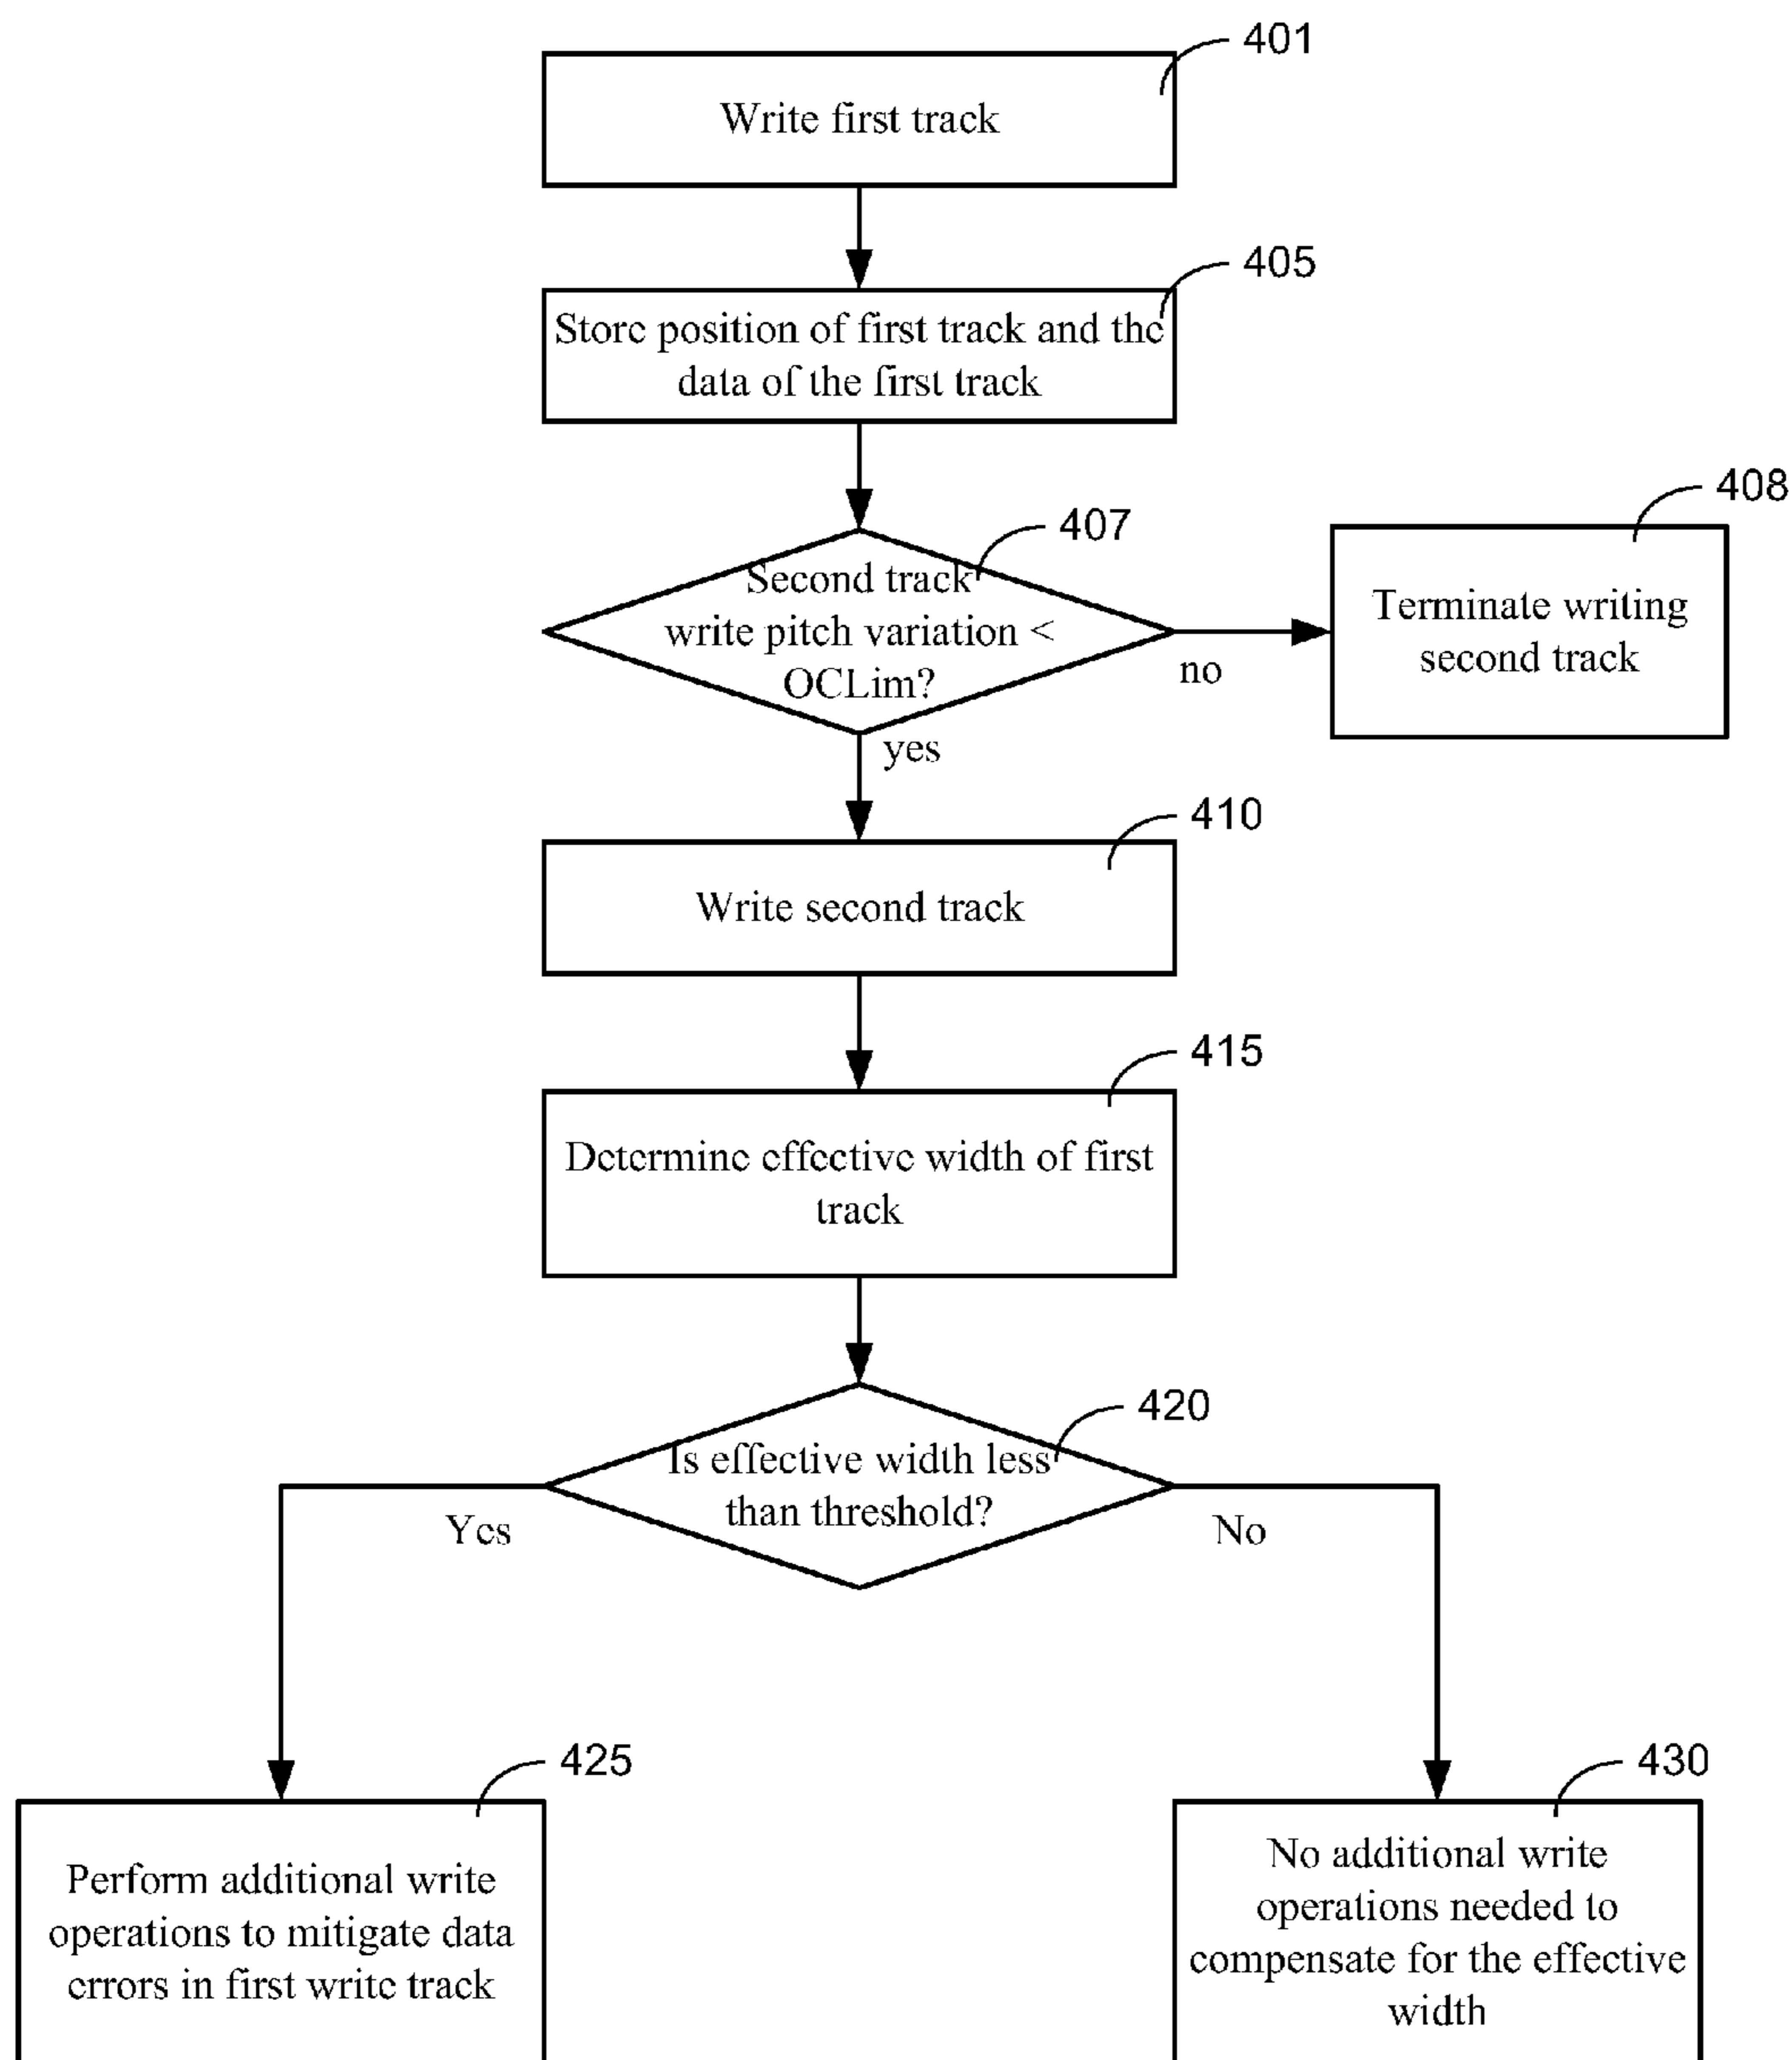 401
Write first track
405
Store position of first track and the
data of the first track
407
408
Second track
write pitch variation <
OCLim?
Terminate writing
second track
no
yes
410
Write second track
415
Determine effective width of first
track
420
Is effective width less
than threshold?
Yes
No
425
430
Perform additional write
operations to mitigate data
errors in first write track
No additional write
operations needed to
compensate for the effective
width